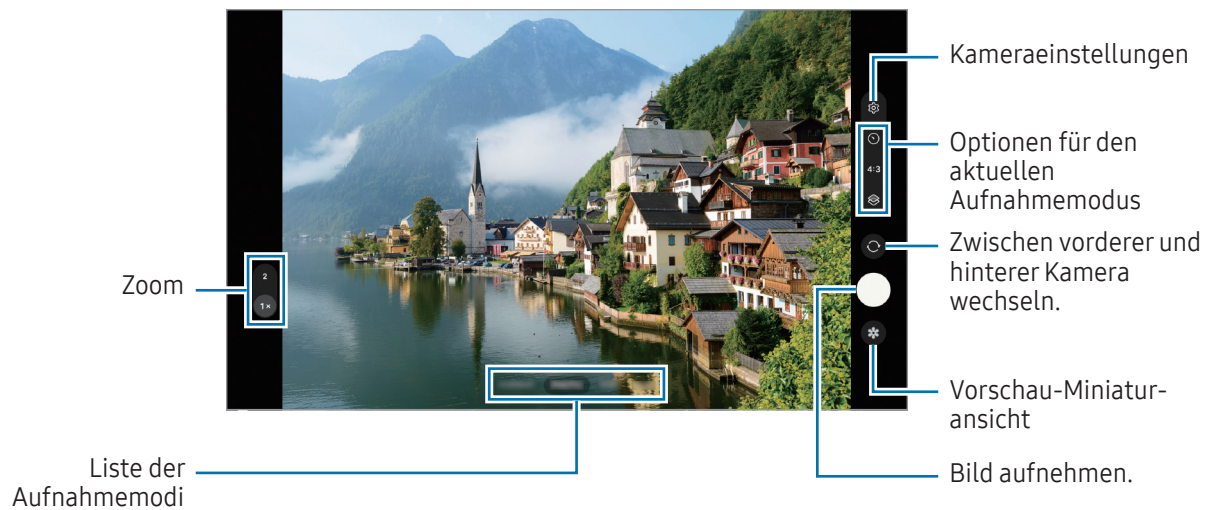 Kameraeinstellungen
Optionen für den
aktuellen
Aufnahmemodus
4:3
Zwischen vorderer und
hinterer Kamera
wechseln.
Zoom
2
1×
Vorschau-Miniatur-
ansicht
Liste der
Aufnahmemodi
Bild aufnehmen.